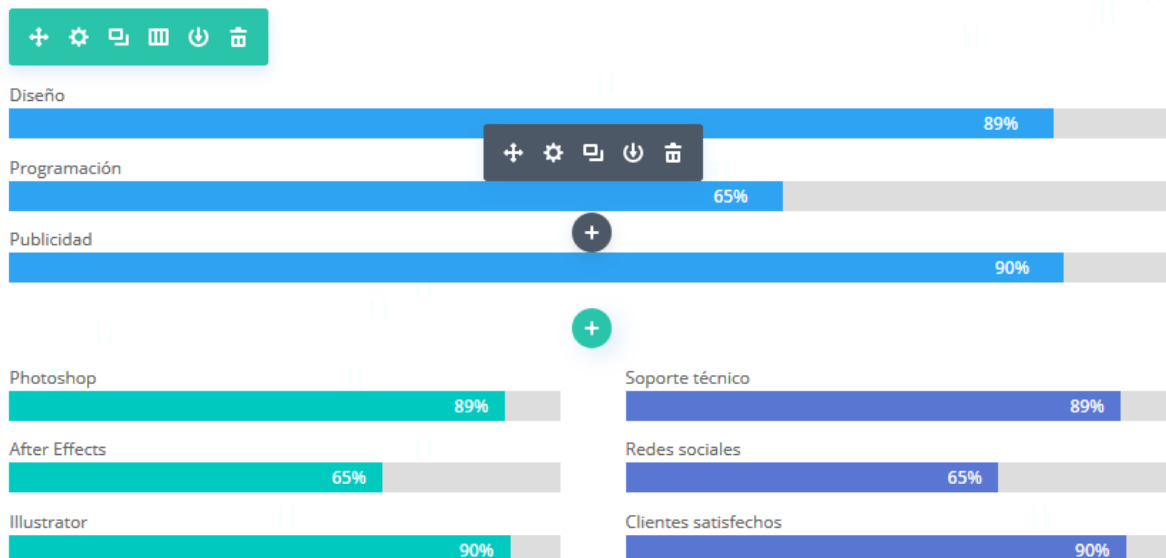 Diseño
89%
Programación
65%
Publicidad
90%
Photoshop
89%
After Effects
65%
Illustrator
90%
Soporte técnico
89%
Redes sociales
65%
Clientes satisfechos
90%